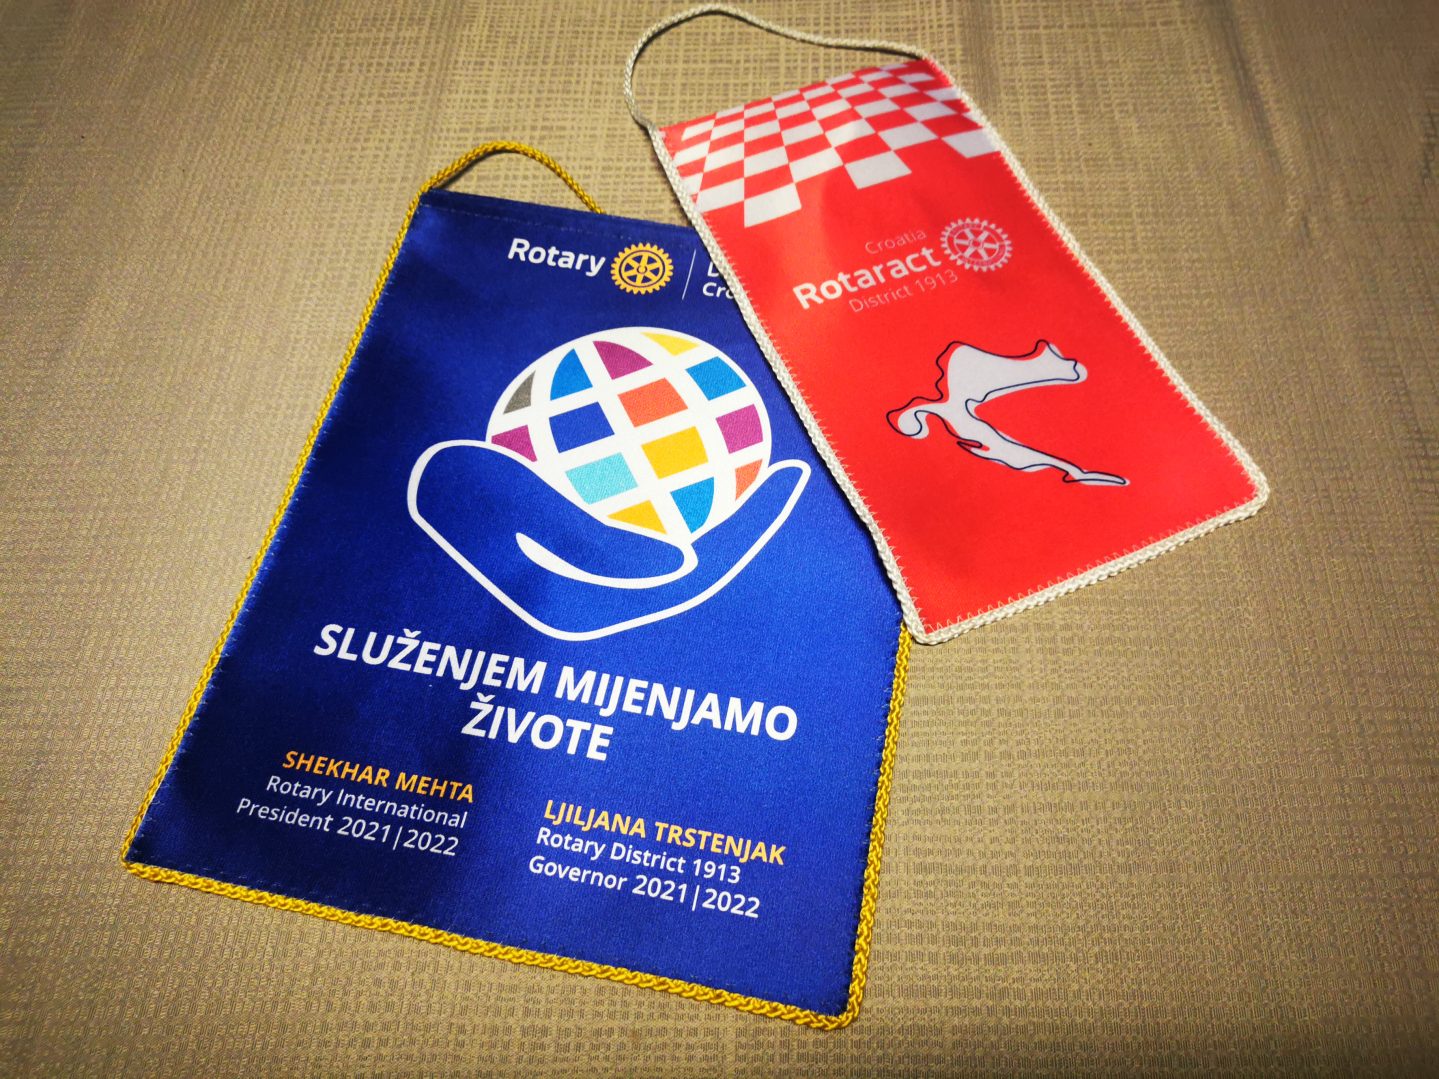 Rotary
SLUŽENJEM MIJENJAMO
ŽIVOTE
SHEKHAR MEHTA
Rotary International
President 2021|2022
LJILJANA TRSTENJAK
Rotary District 1913
Governor 2021|2022
Croatia
Rotaract
District 1913